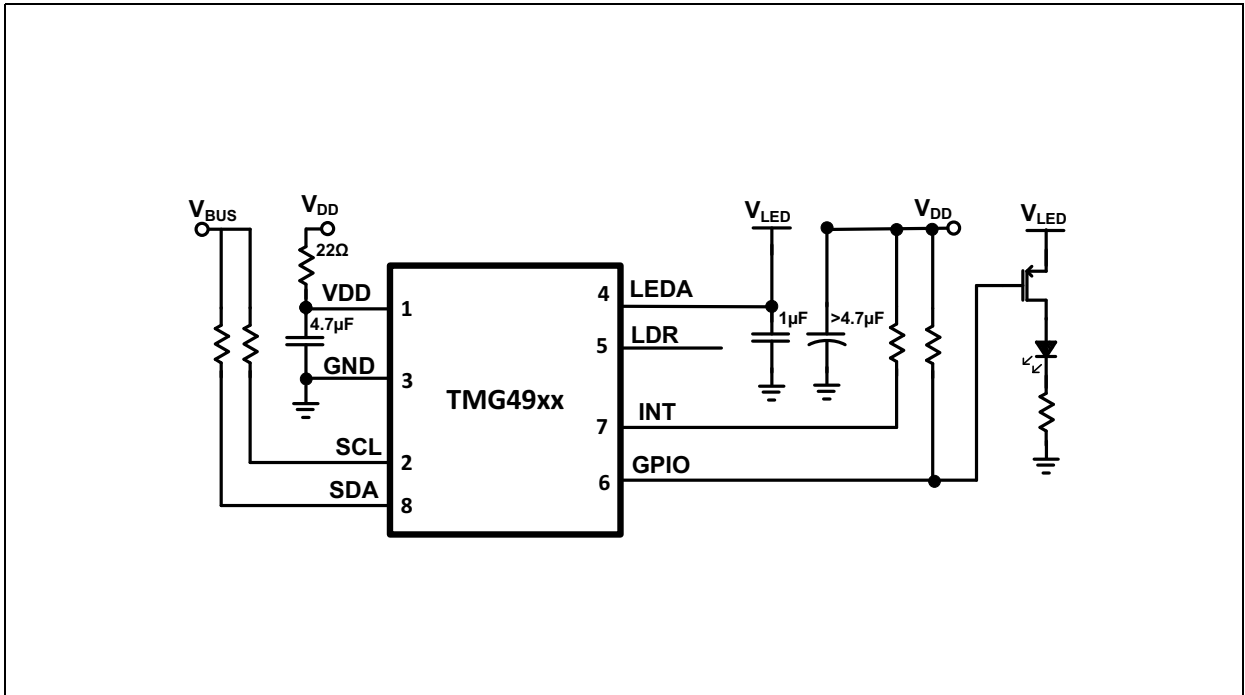 VBUS
VDD
22Ω
VDD
4.7µF
GND
SCL
SDA
1
3
2
8
TMG49xx
4
5
7
6
LEDA
LDR
INT
GPIO
VLED
1µF
>4.7µF
VDD
VLED